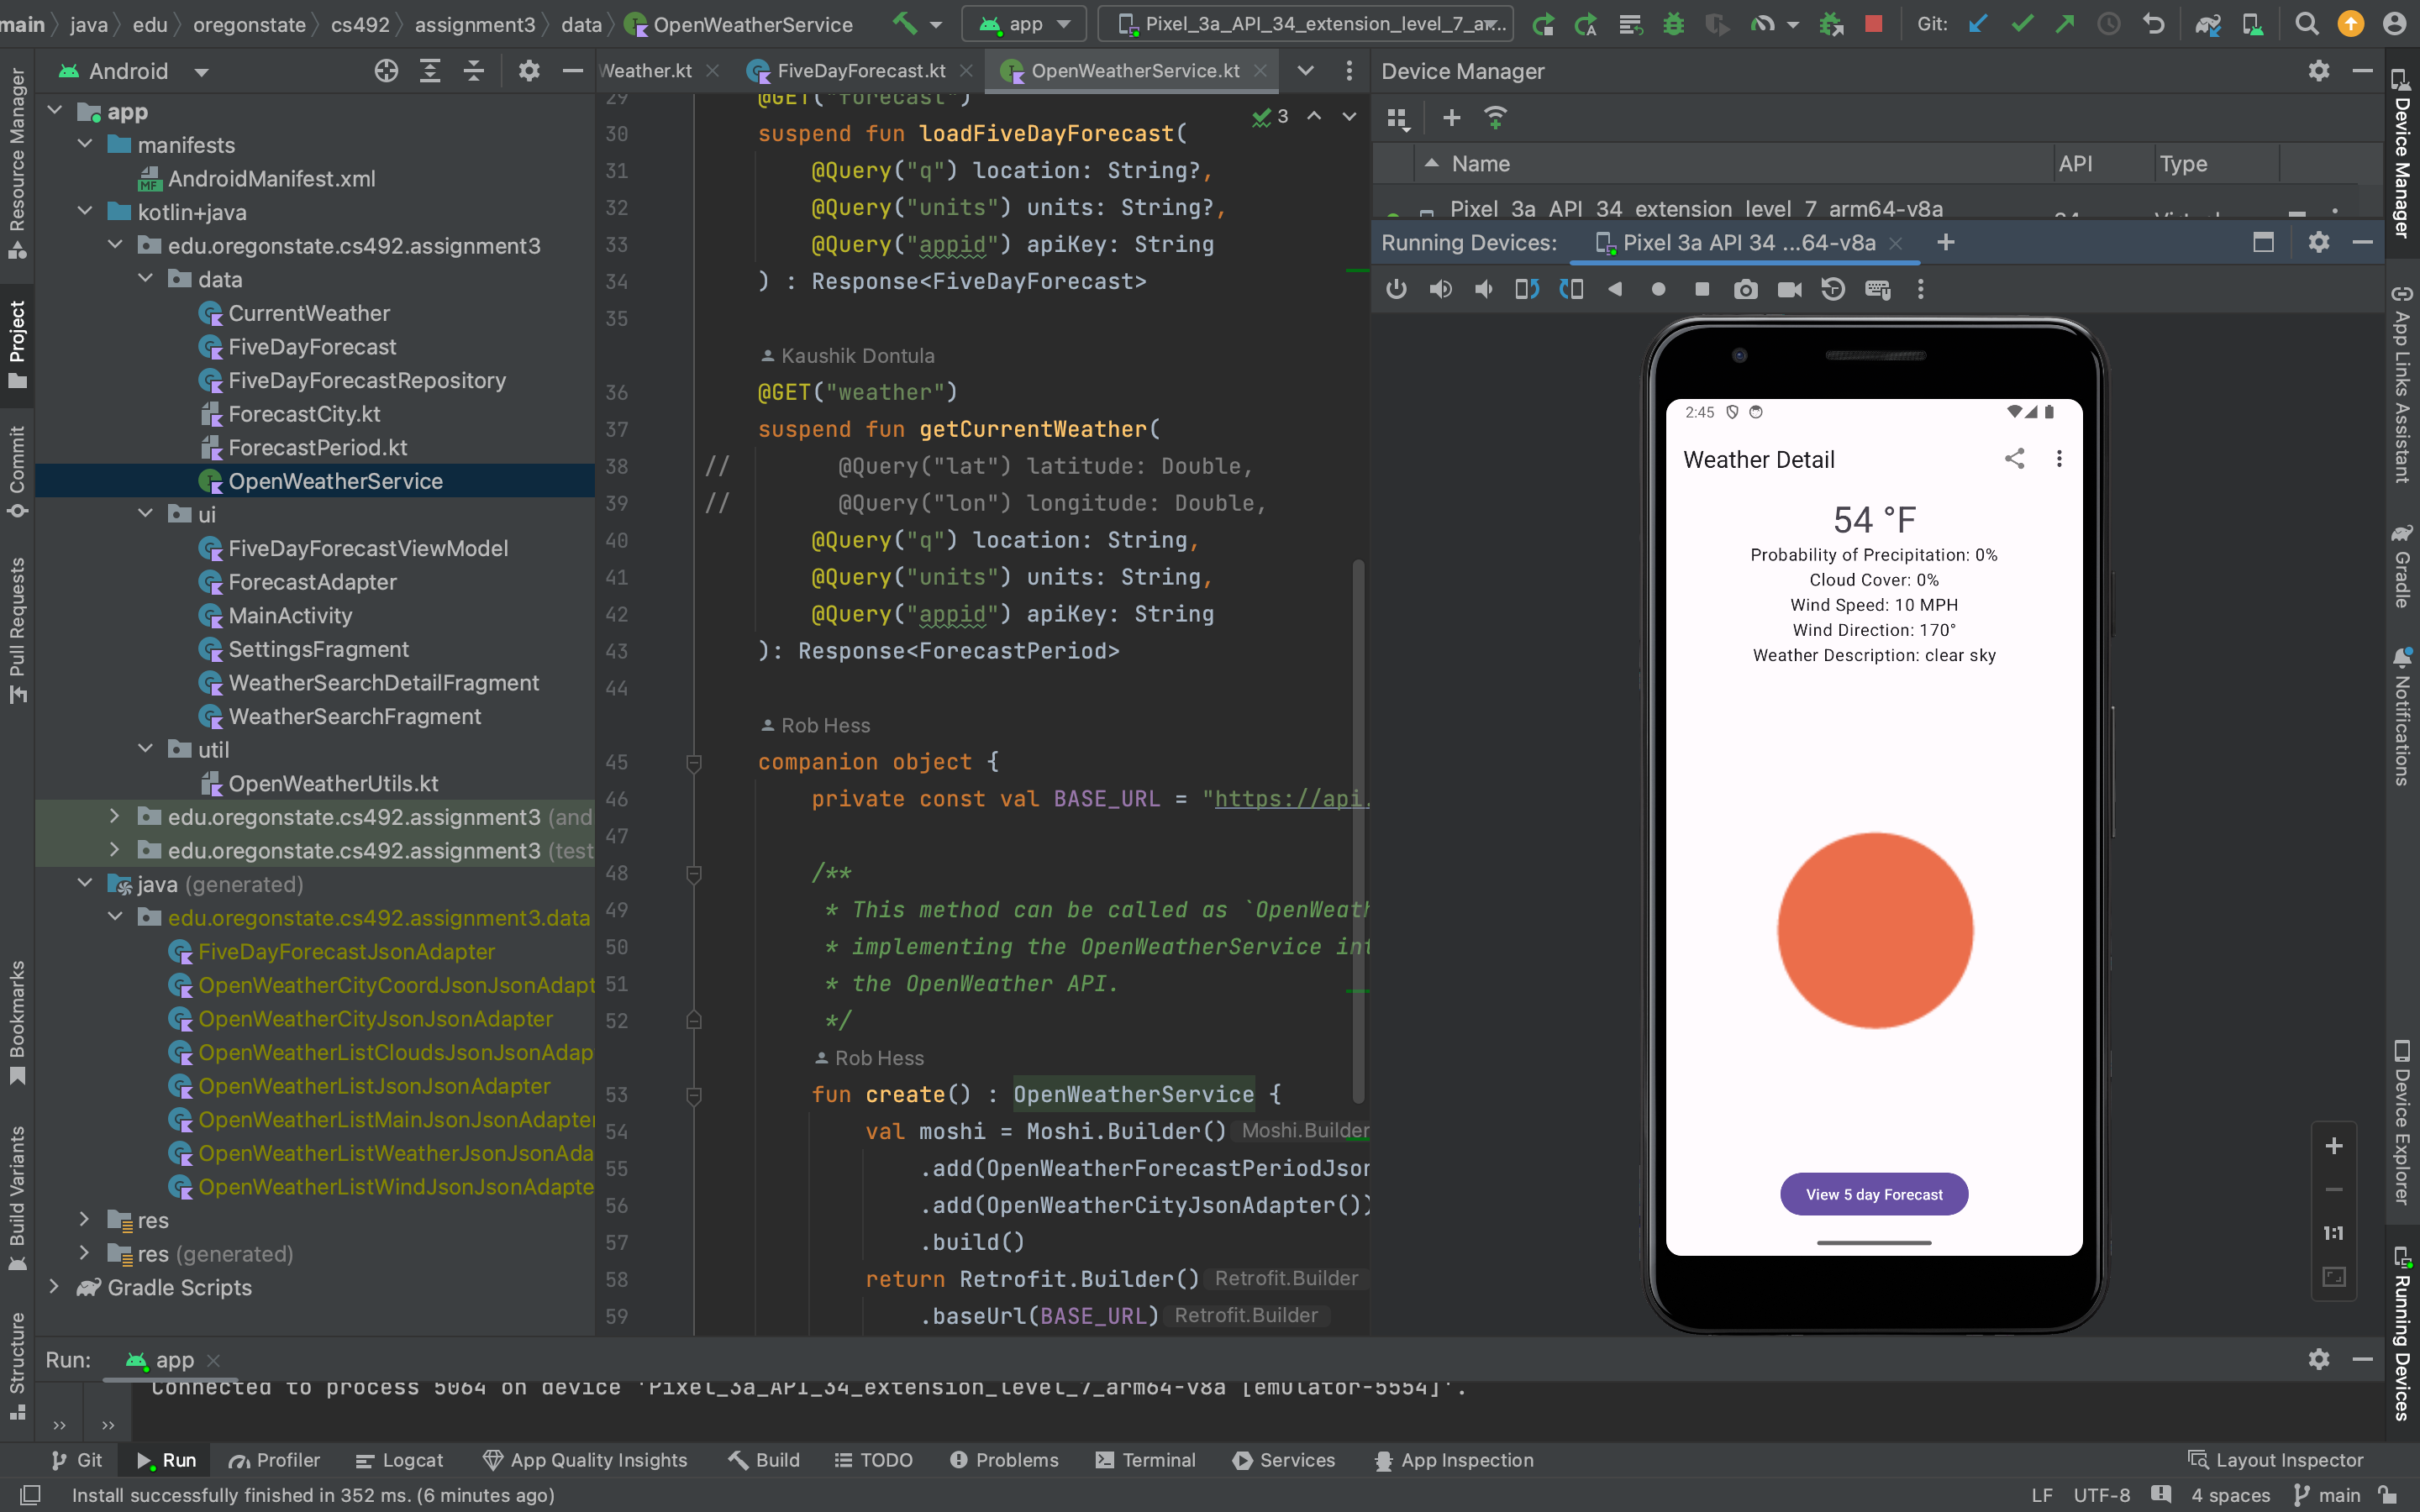 main java edu oregonstate cs492 assignment3 data OpenWeatherService
app
Pixel_3a_API_34_extension_level_7_ar...
Git:
Android
Weather.kt
FiveDayForecast.kt
OpenWeatherService.kt
Device Manager
Resource Manager
Project
Commit
Pull Requests
Bookmarks
Build Variants
Structure
app
manifests
AndroidManifest.xml
kotlin+java
edu.oregonstate.cs492.assignment3
data
CurrentWeather
FiveDayForecast
FiveDayForecastRepository
ForecastCity.kt
ForecastPeriod.kt
OpenWeatherService
ui
FiveDayForecastViewModel
ForecastAdapter
MainActivity
SettingsFragment
WeatherSearchDetailFragment
WeatherSearchFragment
util
OpenWeatherUtils.kt
edu.oregonstate.cs492.assignment3 (and
edu.oregonstate.cs492.assignment3 (test
java (generated)
edu.oregonstate.cs492.assignment3.data
FiveDayForecastJsonAdapter
OpenWeatherCityCoordJsonJsonAdapt
OpenWeatherCityJsonJsonAdapter
OpenWeatherListCloudsJsonJsonAdap
OpenWeatherListJsonJsonAdapter
OpenWeatherListMainJsonJsonAdapter
OpenWeatherListWeatherJsonJsonAda
OpenWeatherListWindJsonJsonAdapte
res
res (generated)
Gradle Scripts
3
29 @GET("forecast")
30 suspend fun loadFiveDayForecast(
31 @Query("q") location: String?,
32 @Query("units") units: String?,
33 @Query("appid") apiKey: String
34 ) : Response<FiveDayForecast>
35
Kaushik Dontula
36 @GET("weather")
37 suspend fun getCurrentWeather(
38 // @Query("lat") latitude: Double,
39 // @Query("lon") longitude: Double,
40 @Query("q") location: String,
41 @Query("units") units: String,
42 @Query("appid") apiKey: String
43 ): Response<ForecastPeriod>
44
Rob Hess
45 companion object {
46 private const val BASE_URL = "https://api.
47
48 /**
49 * This method can be called as `OpenWeath
50 * implementing the OpenWeatherService int
51 * the OpenWeather API.
52 */
Rob Hess
53 fun create() : OpenWeatherService {
54 val moshi = Moshi.Builder() Moshi.Builder
55 .add(OpenWeatherForecastPeriodJson
56 .add(OpenWeatherCityJsonAdapter())
57 .build()
58 return Retrofit.Builder() Retrofit.Builder
59 .baseUrl(BASE_URL) Retrofit.Builder
Name API Type
Pixel_3a_API_34_extension_level_7_arm64-v8a
Running Devices: Pixel 3a API 34 ...64-v8a
2:45
Weather Detail
54 °F
Probability of Precipitation: 0%
Cloud Cover: 0%
Wind Speed: 10 MPH
Wind Direction: 170°
Weather Description: clear sky
View 5 day Forecast
1:1
Device Manager
App Links Assistant
Gradle
Notifications
Device Explorer
Running Devices
Run: app
Connected to process 5064 on device 'Pixel_3a_API_34_extension_level_7_arm64-v8a [emulator-5554]'.
Git Run Profiler Logcat App Quality Insights Build TODO Problems Terminal Services App Inspection Layout Inspector
Install successfully finished in 352 ms. (6 minutes ago)
LF UTF-8 4 spaces main